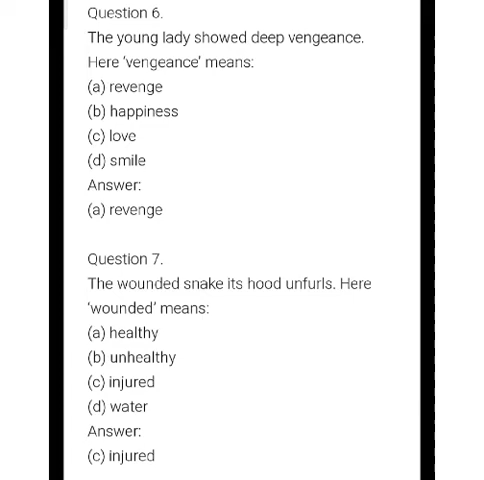 Question 6.
The young lady showed deep vengeance.
Here ‘vengeance’ means:
(a) revenge
(b) happiness
(c) love
(d) smile
Answer:
(a) revenge
Question 7.
The wounded snake its hood unfurls. Here
‘wounded’ means:
(a) healthy
(b) unhealthy
(c) injured
(d) water
Answer:
(c) injured